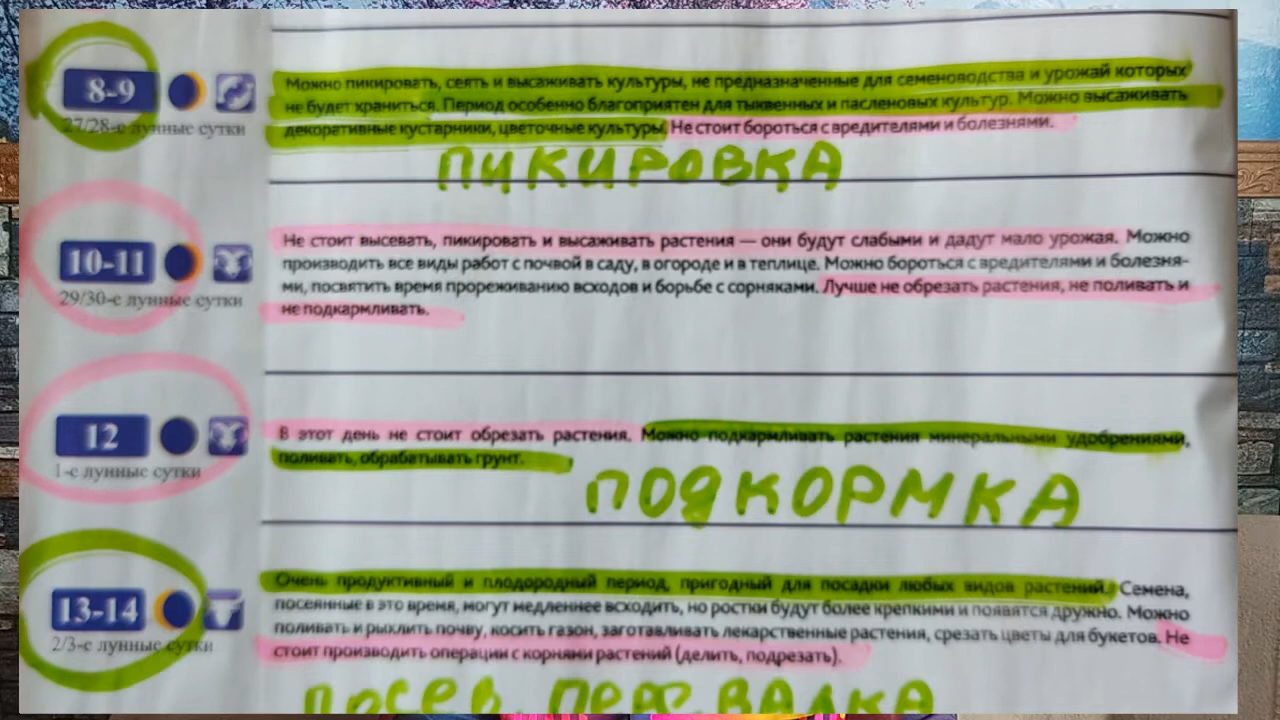 8-9
27/28-е лунные сутки
Можно пикировать, сеять и высаживать культуры, не предназначенные для семеноводства и урожай которых
не будет храниться. Период особенно благоприятен для тыквенных и пасленовых культур. Можно высаживать
декоративные кустарники, цветочные культуры. Не стоит бороться с вредителями и болезнями.
ПИКИРОВКА
10-11
29/30-е лунные сутки
Не стоит высевать, пикировать и высаживать растения — они будут слабыми и дадут мало урожая. Можно
производить все виды работ с почвой в саду, в огороде и в теплице. Можно бороться с вредителями и болезня-
ми, посвятить время прореживанию всходов и борьбе с сорняками. Лучше не обрезать растения, не поливать и
не подкармливать.
12
1-е лунные сутки
В этот день не стоит обрезать растения. Можно подкармливать растения минеральными удобрениями,
поливать, обрабатывать грунт.
ПОДКОРМКА
13-14
2/3-е лунные сутки
Очень продуктивный и плодородный период, пригодный для посадки любых видов растений. Семена,
посеянные в это время, могут медленнее всходить, но ростки будут более крепкими и появятся дружно. Можно
поливать и рыхлить почву, косить газон, заготавливать лекарственные растения, срезать цветы для букетов. Не
стоит производить операции с корнями растений (делить, подрезать).
ПОСЕВ, ПЕРЕВАЛКА